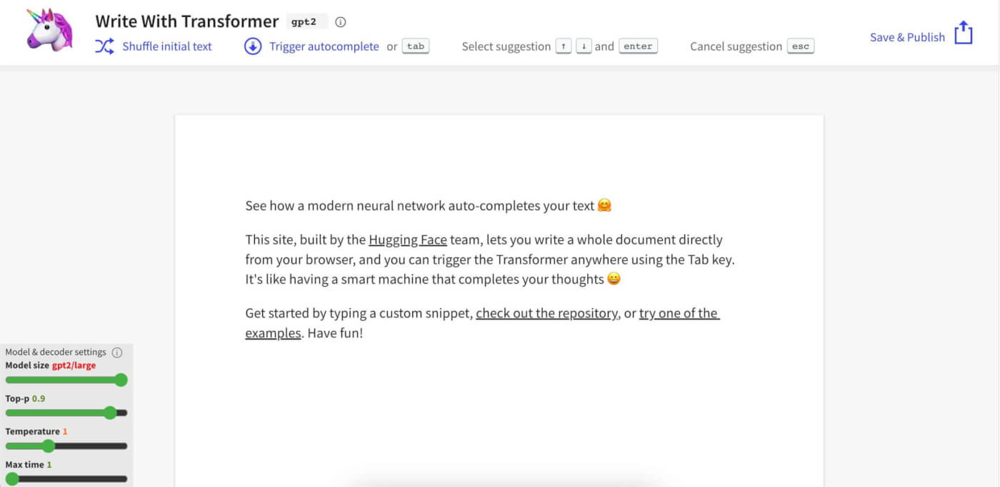 Write With Transformer gpt2 ⓘ
Shuffle initial text Trigger autocomplete or tab Select suggestion ↑ ↓ and enter Cancel suggestion esc Save & Publish
See how a modern neural network auto-completes your text 🤗
This site, built by the Hugging Face team, lets you write a whole document directly
from your browser, and you can trigger the Transformer anywhere using the Tab key.
It's like having a smart machine that completes your thoughts 😀
Get started by typing a custom snippet, check out the repository, or try one of the
examples. Have fun!
Model & decoder settings ⓘ
Model size gpt2/large
Top-p 0.9
Temperature 1
Max time 1